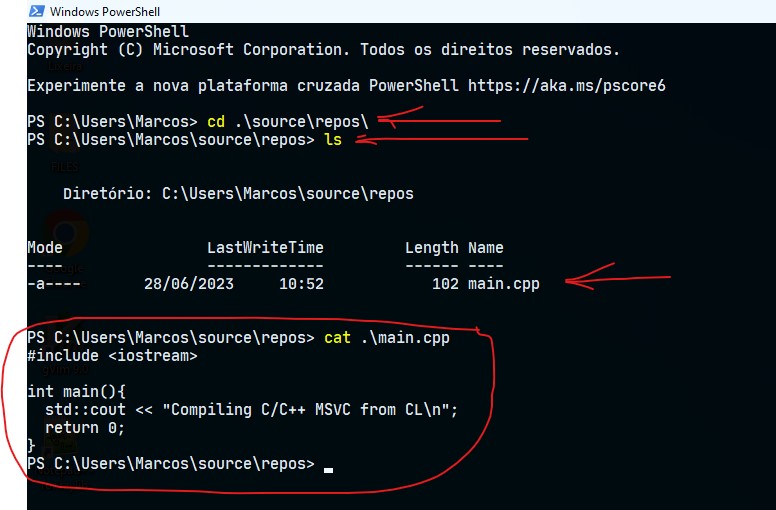 Windows PowerShell
Windows PowerShell
Copyright (C) Microsoft Corporation. Todos os direitos reservados.
Experimente a nova plataforma cruzada PowerShell https://aka.ms/pscore6
PS C:\Users\Marcos> cd .\source\repos\
PS C:\Users\Marcos\source\repos> ls
Diretório: C:\Users\Marcos\source\repos
Mode LastWriteTime Length Name
---- ------------- ------ ----
-a---- 28/06/2023 10:52 102 main.cpp
PS C:\Users\Marcos\source\repos> cat .\main.cpp
#include <iostream>
int main(){
std::cout << "Compiling C/C++ MSVC from CL\n";
return 0;
}
PS C:\Users\Marcos\source\repos>